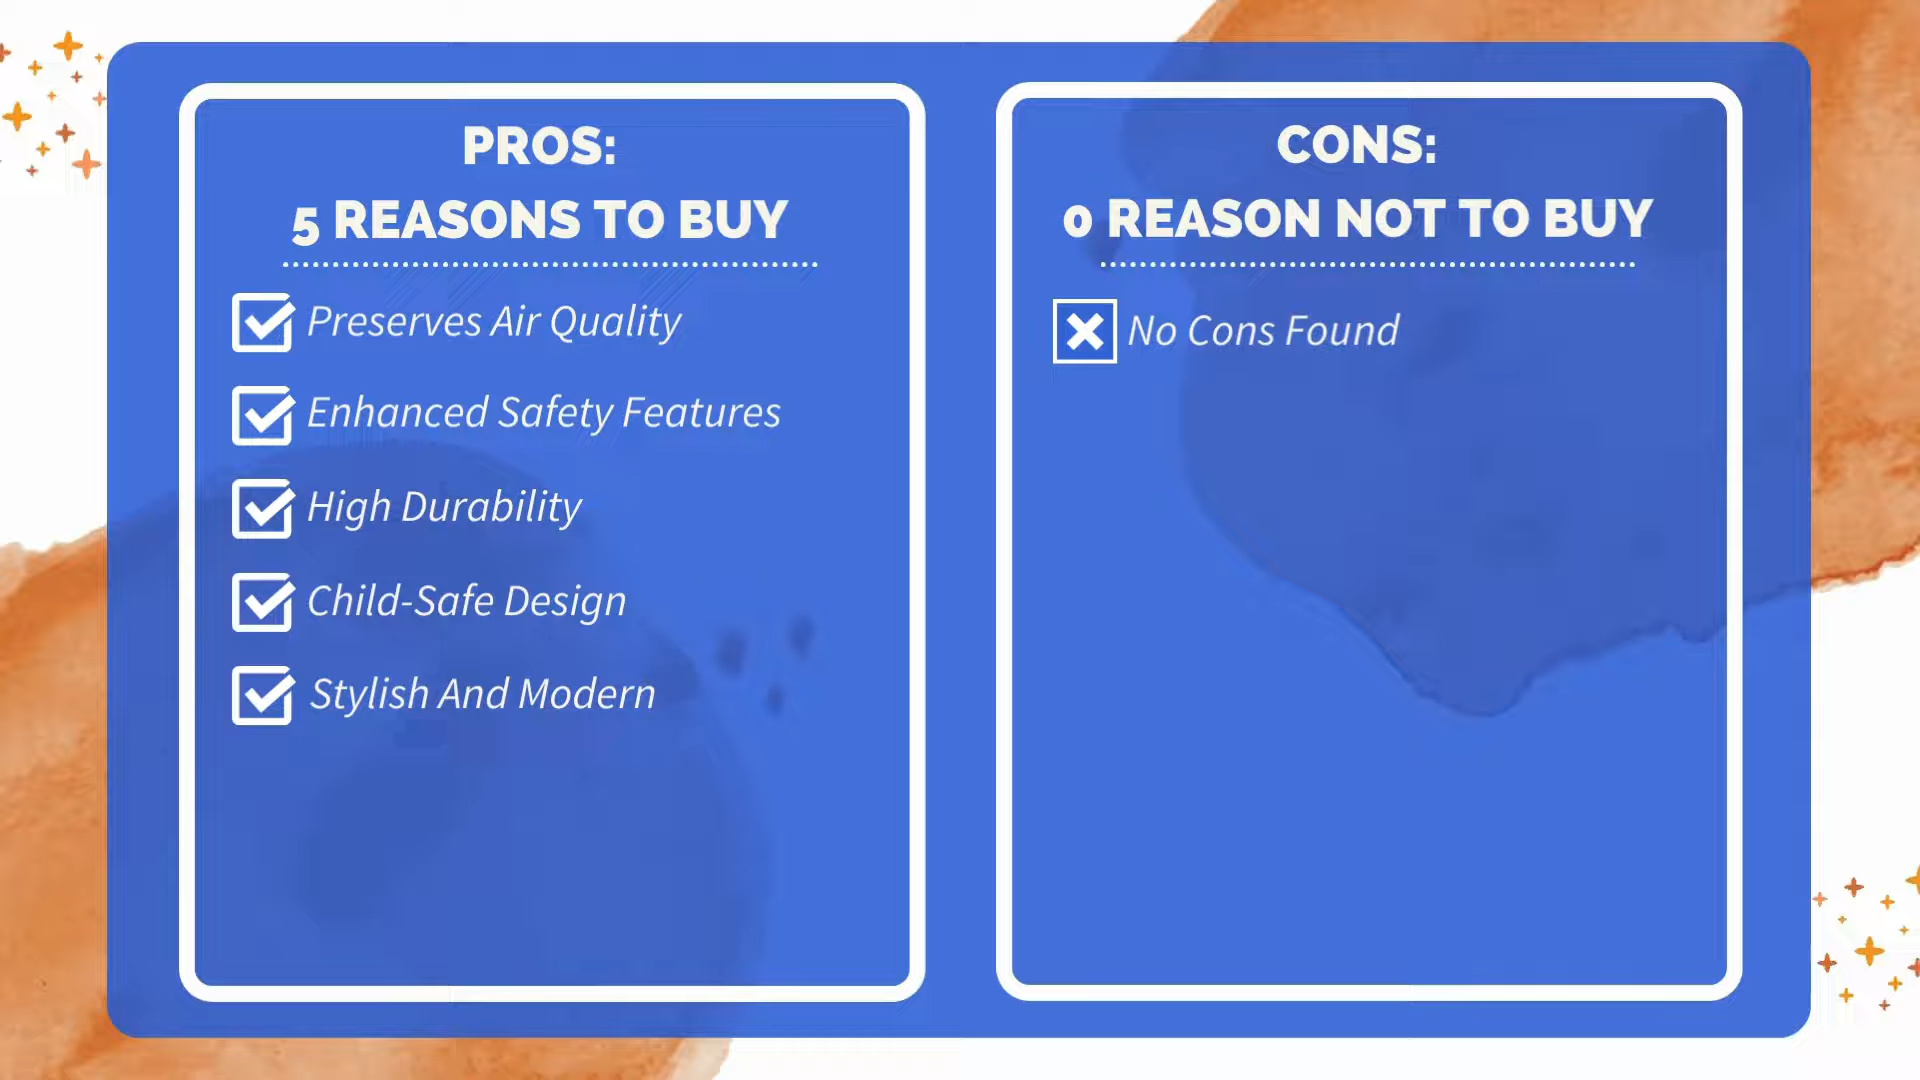 PROS:
5 REASONS TO BUY
Preserves Air Quality
Enhanced Safety Features
High Durability
Child-Safe Design
Stylish And Modern
CONS:
0 REASON NOT TO BUY
No Cons Found